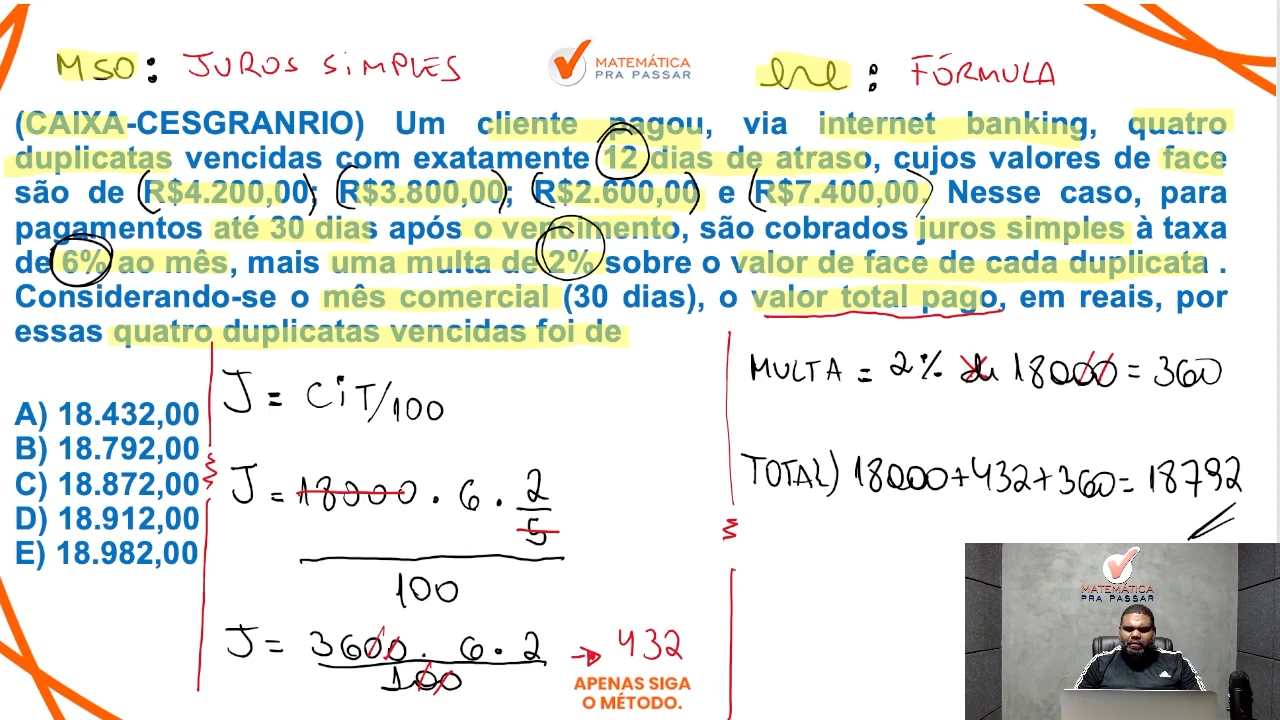 MSO: JUROS SIMPLES
MATEMÁTICA
PRA PASSAR
: FÓRMULA
(CAIXA-CESGRANRIO) Um cliente pagou, via internet banking, quatro
duplicatas vencidas com exatamente 12 dias de atraso, cujos valores de face
são de R$4.200,00; R$3.800,00; R$2.600,00 e R$7.400,00. Nesse caso, para
pagamentos até 30 dias após o vencimento, são cobrados juros simples à taxa
de 6% ao mês, mais uma multa de 2% sobre o valor de face de cada duplicata .
Considerando-se o mês comercial (30 dias), o valor total pago, em reais, por
essas quatro duplicatas vencidas foi de
A) 18.432,00
B) 18.792,00
C) 18.872,00
D) 18.912,00
E) 18.982,00
J = CiT/100
J = 18000 . 6 . 2/5
100
J = 3600 . 6 . 2 → 432
100
APENAS SIGA
O MÉTODO.
MULTA = 2% de 18000 = 360
TOTAL) 18000+432+360=18792
MATEMÁTICA
PRA PASSAR